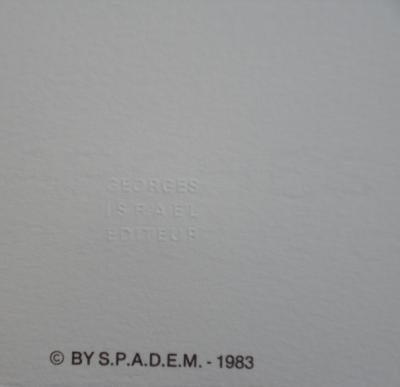 GEORGES
ISRAEL
EDITEUR
© BY S.P.A.D.E.M. - 1983